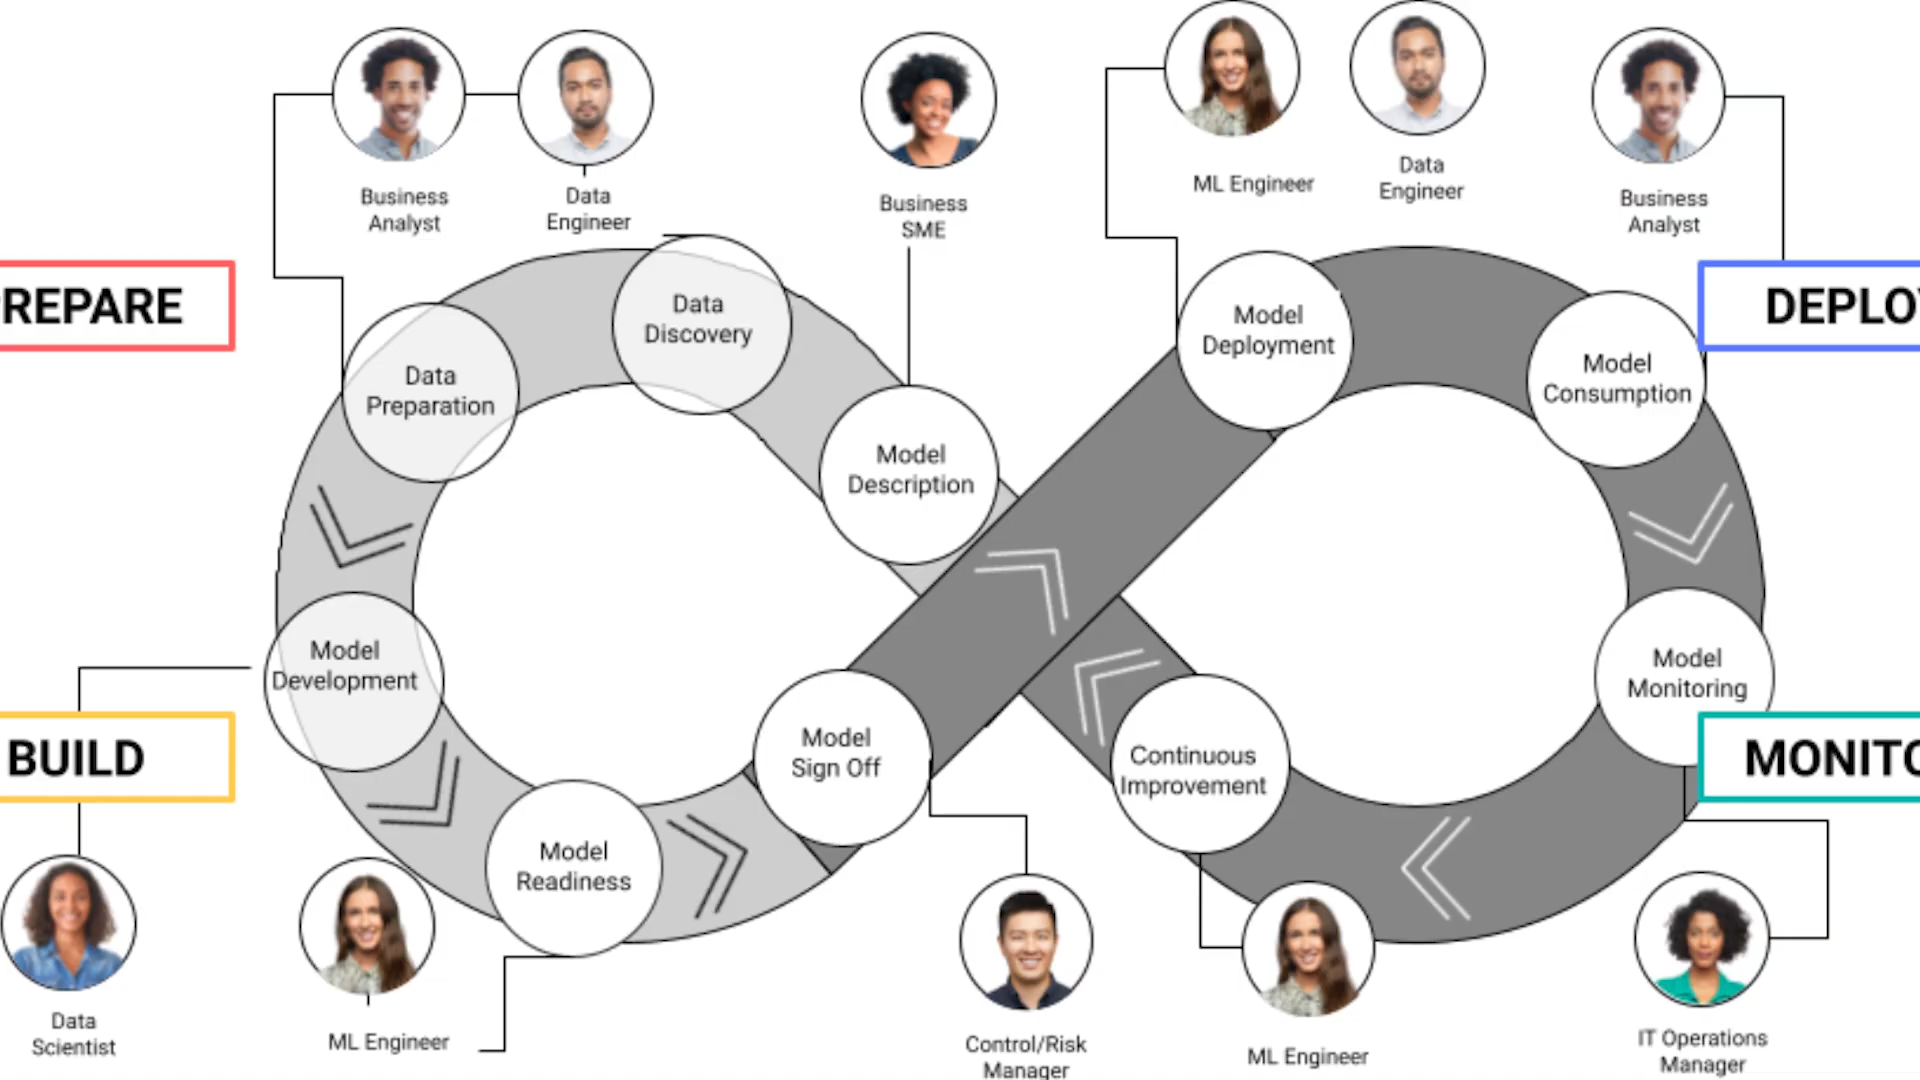 Business
Analyst
Data
Engineer
Business
SME
ML Engineer
Data
Engineer
Business
Analyst
REPARE
DEPLOY
Data
Discovery
Model
Deployment
Data
Preparation
Model
Consumption
Model
Description
Model
Development
Model
Monitoring
BUILD
MONITO
Model
Sign Off
Continuous
Improvement
Model
Readiness
Data
Scientist
ML Engineer
Control/Risk
Manager
ML Engineer
IT Operations
Manager